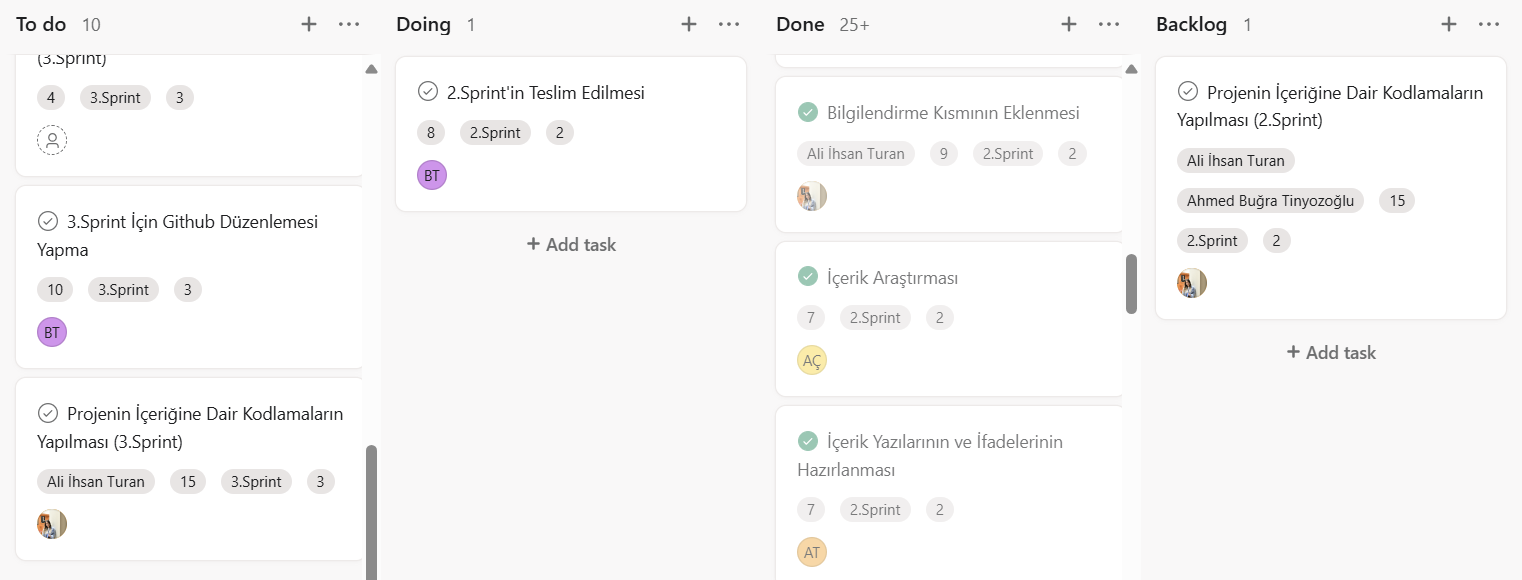 To do 10
(3.Sprint)
4 3.Sprint 3
3.Sprint İçin Github Düzenlemesi
Yapma
10 3.Sprint 3
BT
Projenin İçeriğine Dair Kodlamaların
Yapılması (3.Sprint)
Ali İhsan Turan 15 3.Sprint 3
Doing 1
2.Sprint'in Teslim Edilmesi
8 2.Sprint 2
BT
+ Add task
Done 25+
Bilgilendirme Kısmının Eklenmesi
Ali İhsan Turan 9 2.Sprint 2
İçerik Araştırması
7 2.Sprint 2
AÇ
İçerik Yazılarının ve İfadelerinin
Hazırlanması
7 2.Sprint 2
AT
Backlog 1
Projenin İçeriğine Dair Kodlamaların
Yapılması (2.Sprint)
Ali İhsan Turan
Ahmed Buğra Tinyozoğlu 15
2.Sprint 2
+ Add task